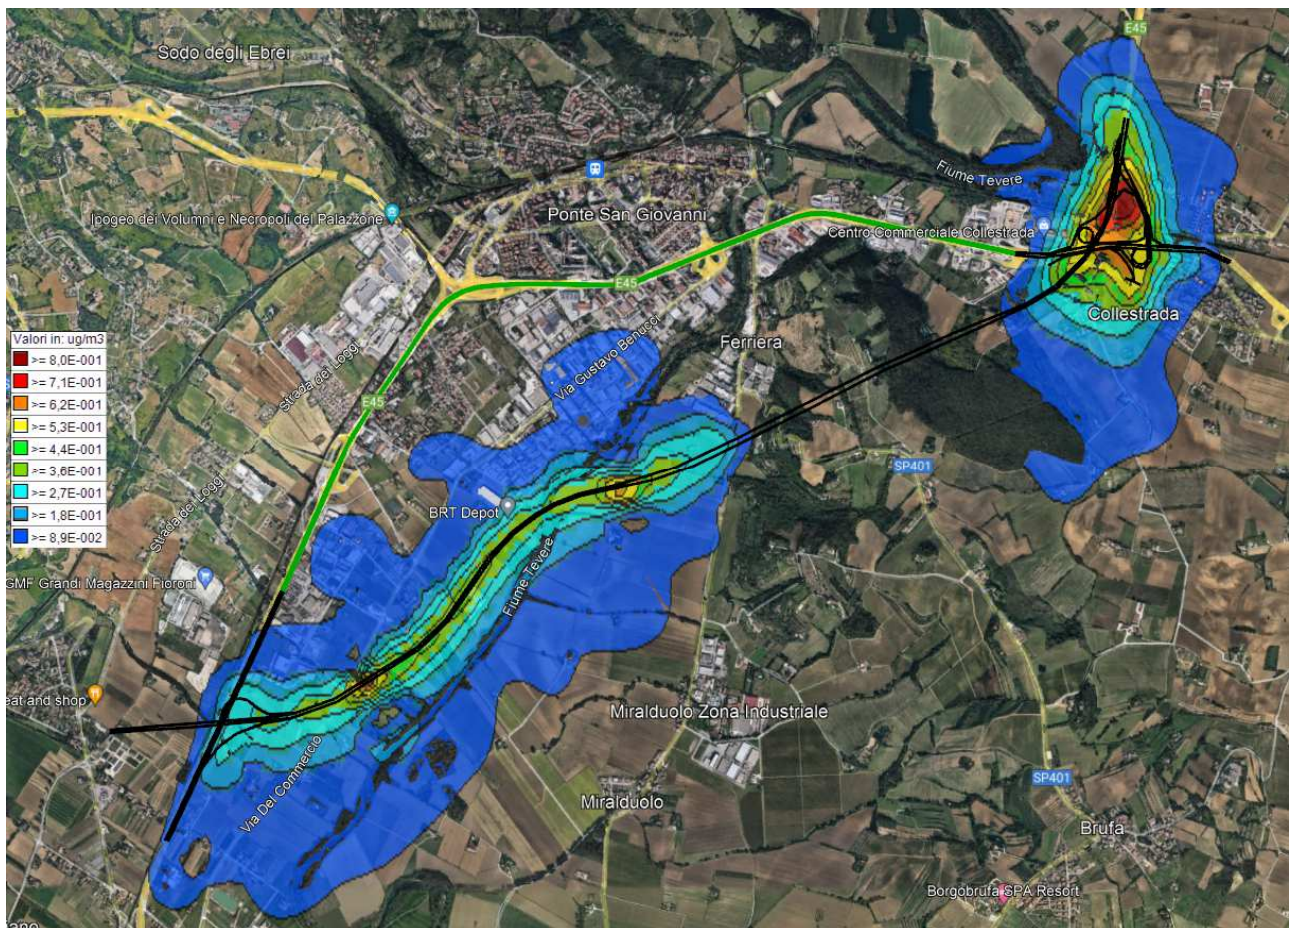 E45
Sodo degli Ebrei
Fiume Tevere
Ipogeo dei Volumni e Necropoli del Palazzone
Ponte San Giovanni
Centro Commerciale Collestrada
E45
Collestrada
Valori in: ug/m3
>= 8,0E-001
>= 7,1E-001
>= 6,2E-001
>= 5,3E-001
>= 4,4E-001
>= 3,6E-001
>= 2,7E-001
>= 1,8E-001
>= 8,9E-002
Ferriera
Via Gustavo Benucci
Strada dei Loggi
E45
SP401
BRT Depot
Strada dei Loggi
Fiume Tevere
GMF Grandi Magazzini Fioroni
eat and shop
Miralduolo Zona Industriale
Via Del Commercio
SP401
Miralduolo
Brufa
Borgobrufa SPA Resort